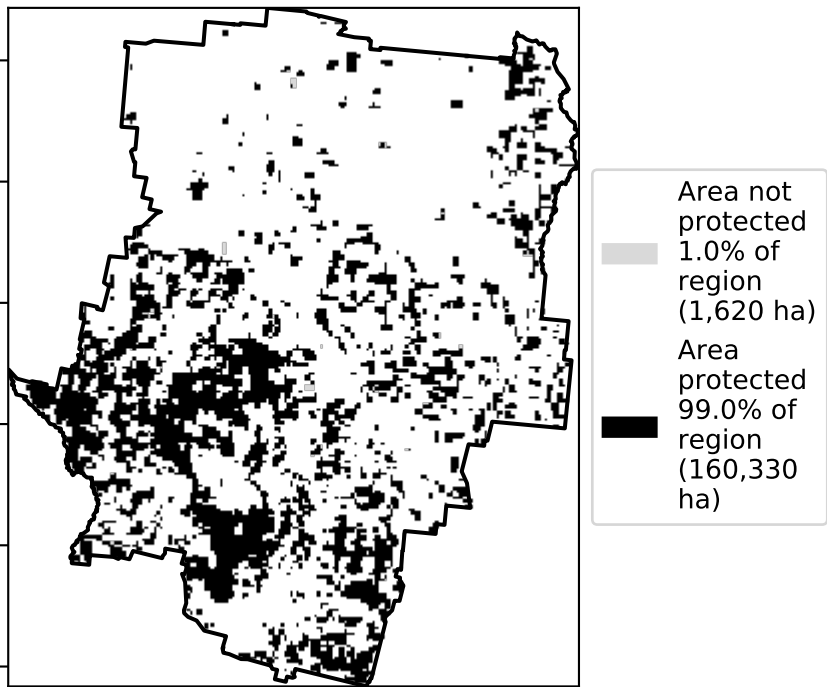 Area not
protected
1.0% of
region
(1,620 ha)
Area
protected
99.0% of
region
(160,330
ha)